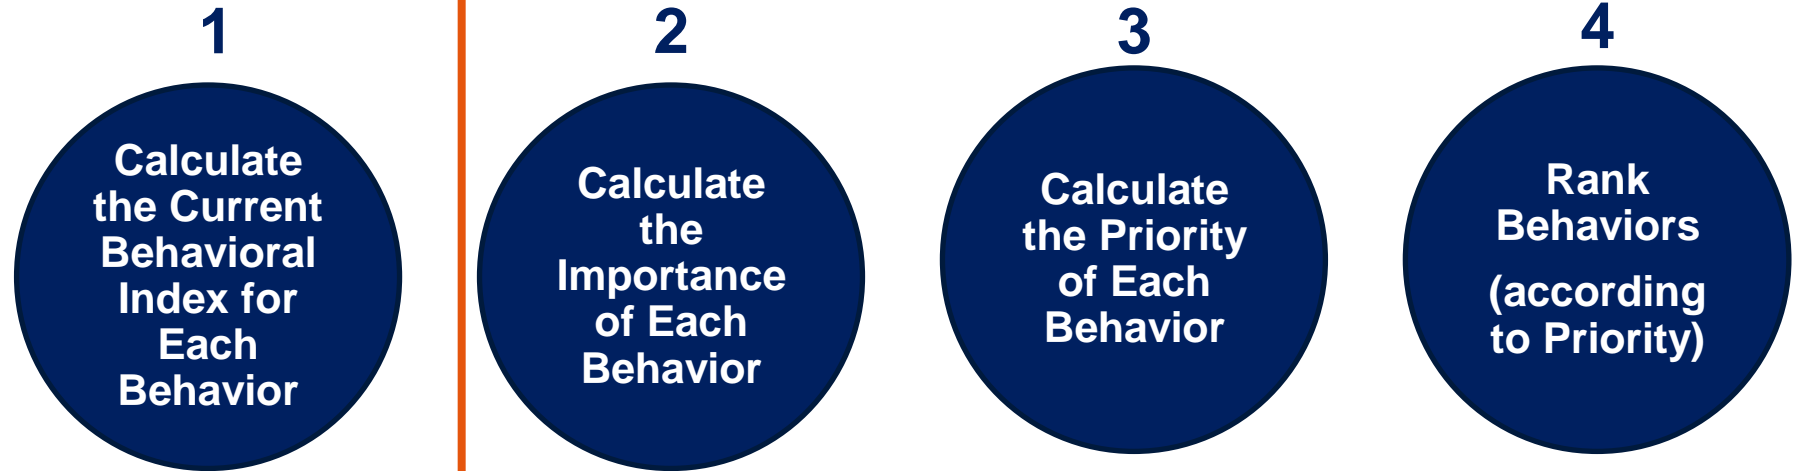 1
Calculate
the Current
Behavioral
Index for
Each
Behavior
2
Calculate
the
Importance
of Each
Behavior
3
Calculate
the Priority
of Each
Behavior
4
Rank
Behaviors
(according
to Priority)